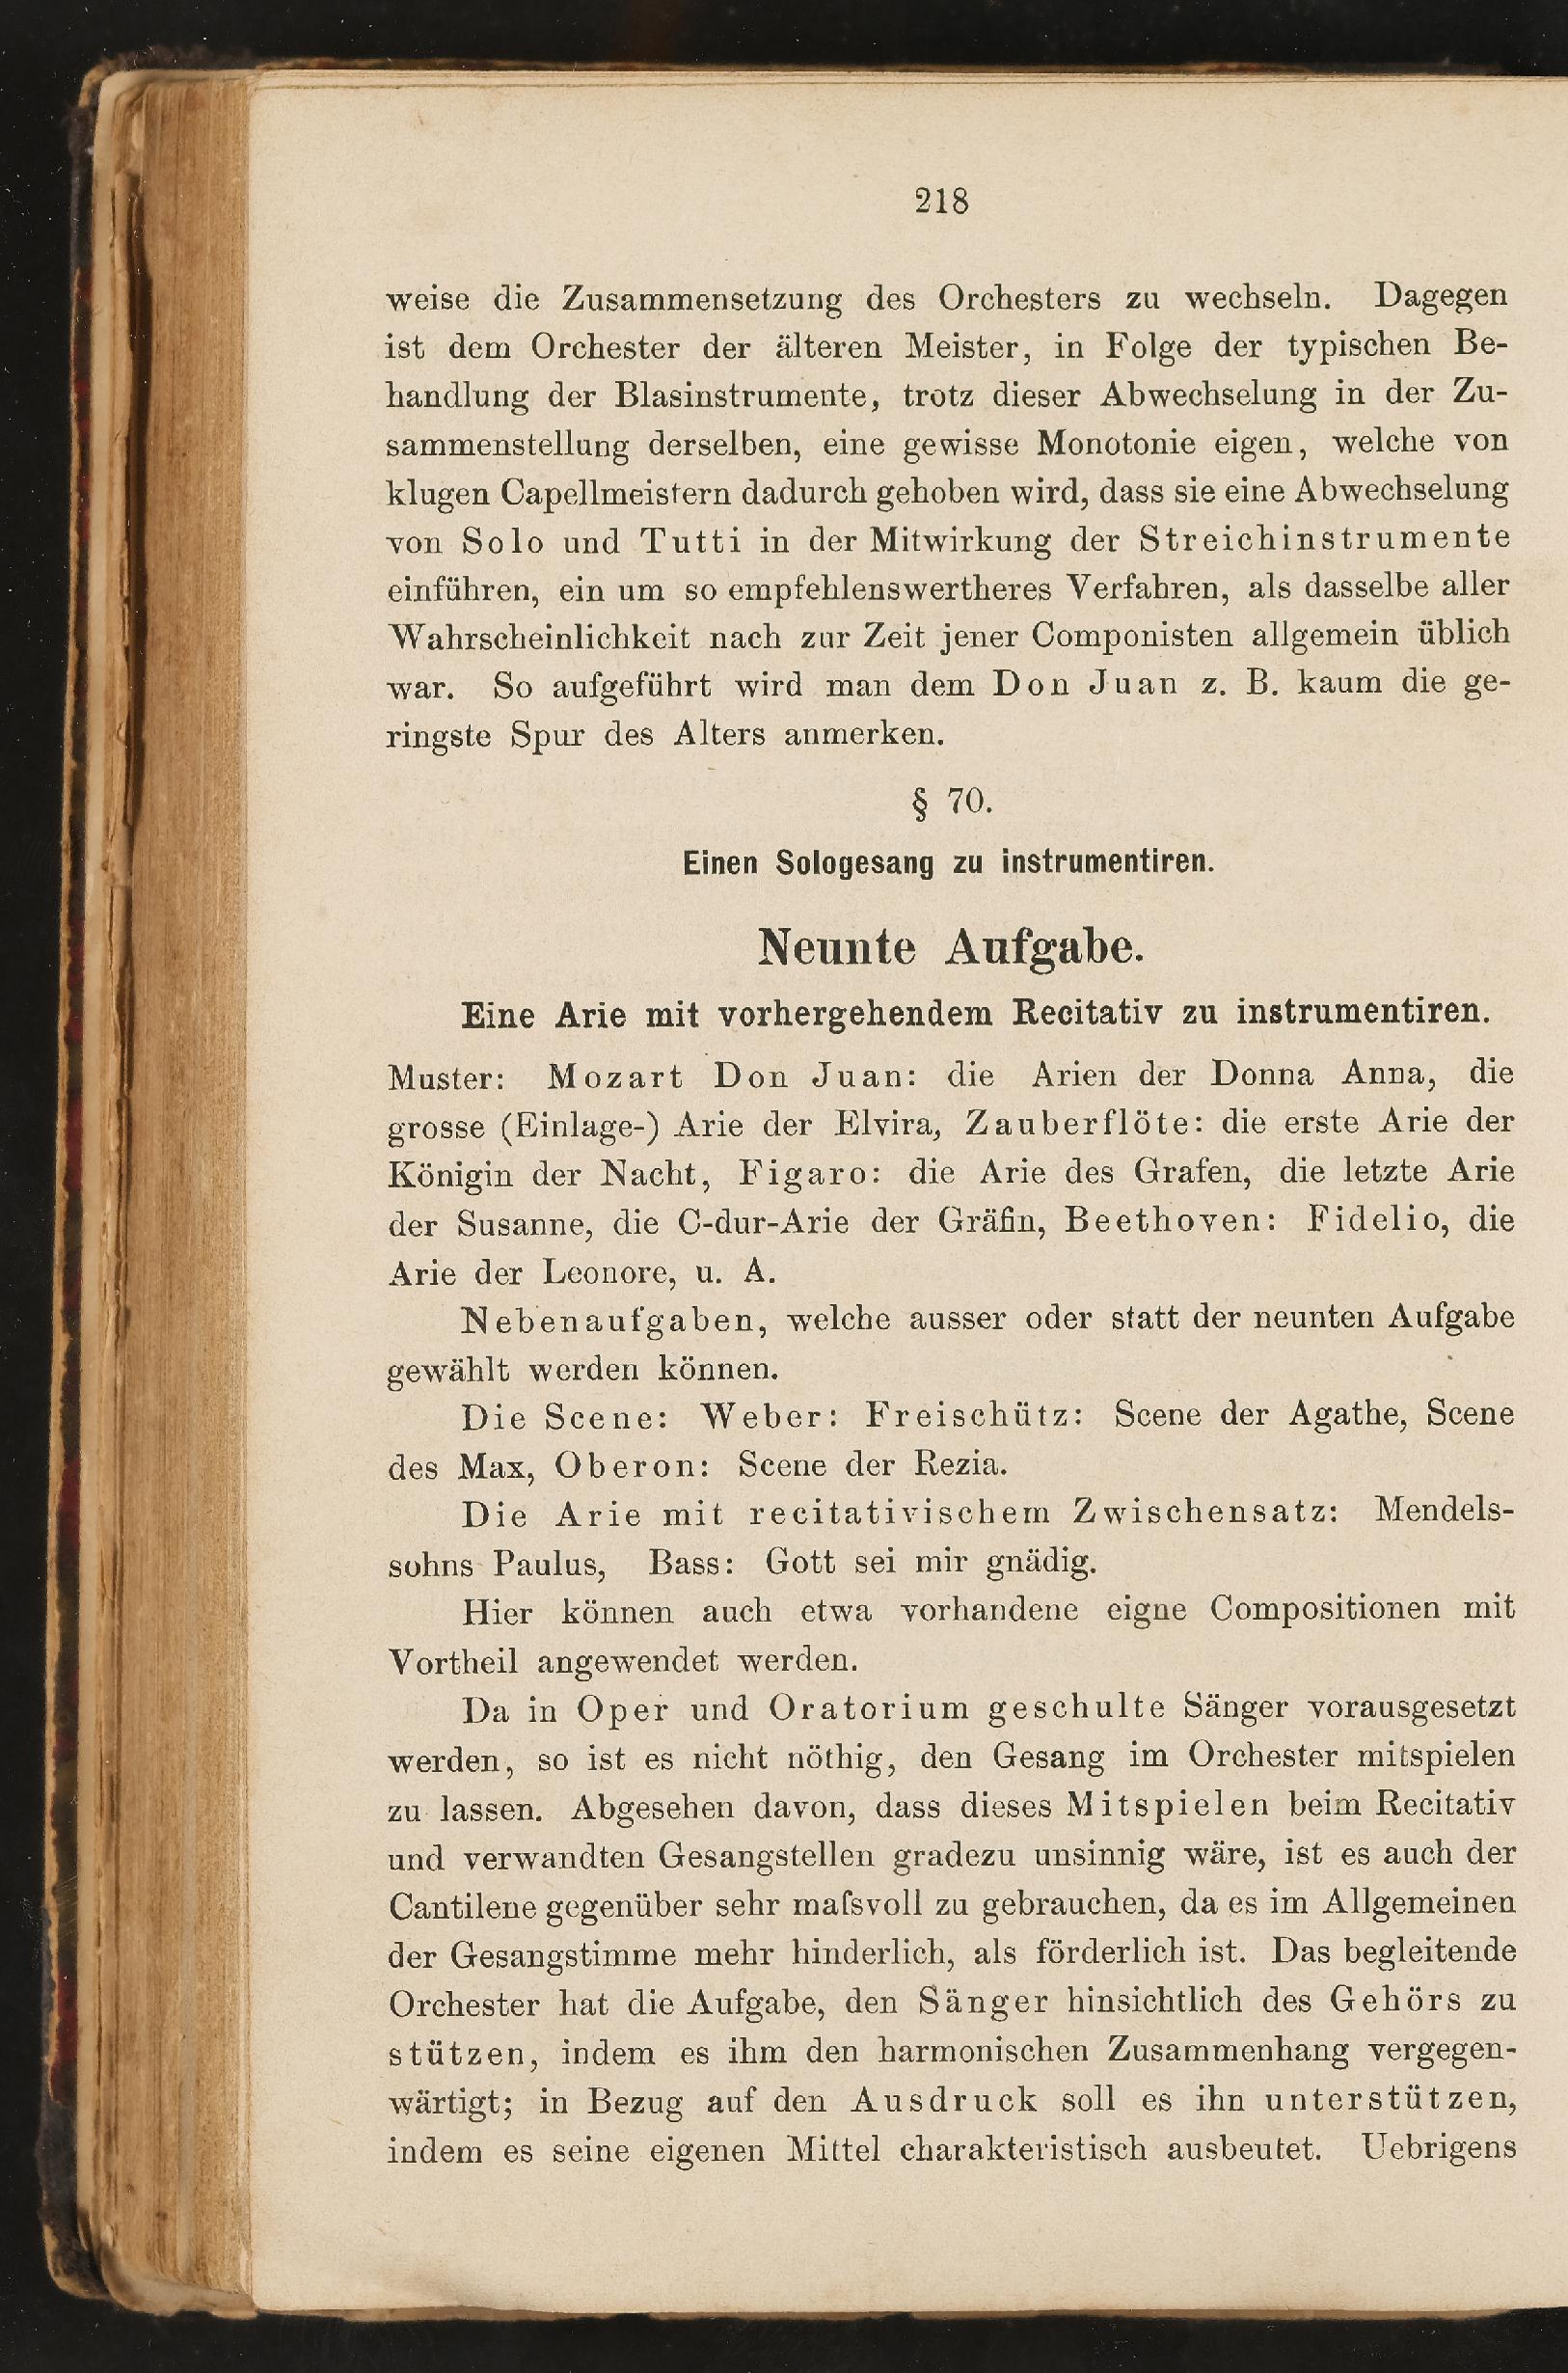 218
weise die Zusammensetzung des Orchesters zu wechseln. Dagegen
ist dem Orchester der älteren Meister, in Folge der typischen Be-
handlung der Blasinstrumente, trotz dieser Abwechselung in der Zu-
sammenstellung derselben, eine gewisse Monotonie eigen, welche von
klugen Capellmeistern dadurch gehoben wird, dass sie eine Abwechselung
von Solo und Tutti in der Mitwirkung der Streichinstrumente
einführen, ein um so empfehlenswertheres Verfahren, als dasselbe aller
Wahrscheinlichkeit nach zur Zeit jener Componisten allgemein üblich
war. So aufgeführt wird man dem Don Juan z. B. kaum die ge-
ringste Spur des Alters anmerken.
§ 70.
Einen Sologesang zu instrumentiren.
Neunte Aufgabe.
Eine Arie mit vorhergehendem Recitativ zu instrumentiren.
Muster: Mozart Don Juan: die Arien der Donna Anna, die
grosse (Einlage-) Arie der Elvira, Zauberflöte: die erste Arie der
Königin der Nacht, Figaro: die Arie des Grafen, die letzte Arie
der Susanne, die C-dur-Arie der Gräfin, Beethoven: Fidelio, die
Arie der Leonore, u. A.
Nebenaufgaben, welche ausser oder statt der neunten Aufgabe
gewählt werden können.
Die Scene: Weber: Freischütz: Scene der Agathe, Scene
des Max, Oberon: Scene der Rezia.
Die Arie mit recitativischem Zwischensatz: Mendels-
sohns Paulus, Bass: Gott sei mir gnädig.
Hier können auch etwa vorhandene eigne Compositionen mit
Vortheil angewendet werden.
Da in Oper und Oratorium geschulte Sänger vorausgesetzt
werden, so ist es nicht nöthig, den Gesang im Orchester mitspielen
zu lassen. Abgesehen davon, dass dieses Mitspielen beim Recitativ
und verwandten Gesangstellen gradezu unsinnig wäre, ist es auch der
Cantilene gegenüber sehr maſsvoll zu gebrauchen, da es im Allgemeinen
der Gesangstimme mehr hinderlich, als förderlich ist. Das begleitende
Orchester hat die Aufgabe, den Sänger hinsichtlich des Gehörs zu
stützen, indem es ihm den harmonischen Zusammenhang vergegen-
wärtigt; in Bezug auf den Ausdruck soll es ihn unterstützen,
indem es seine eigenen Mittel charakteristisch ausbeutet. Uebrigens